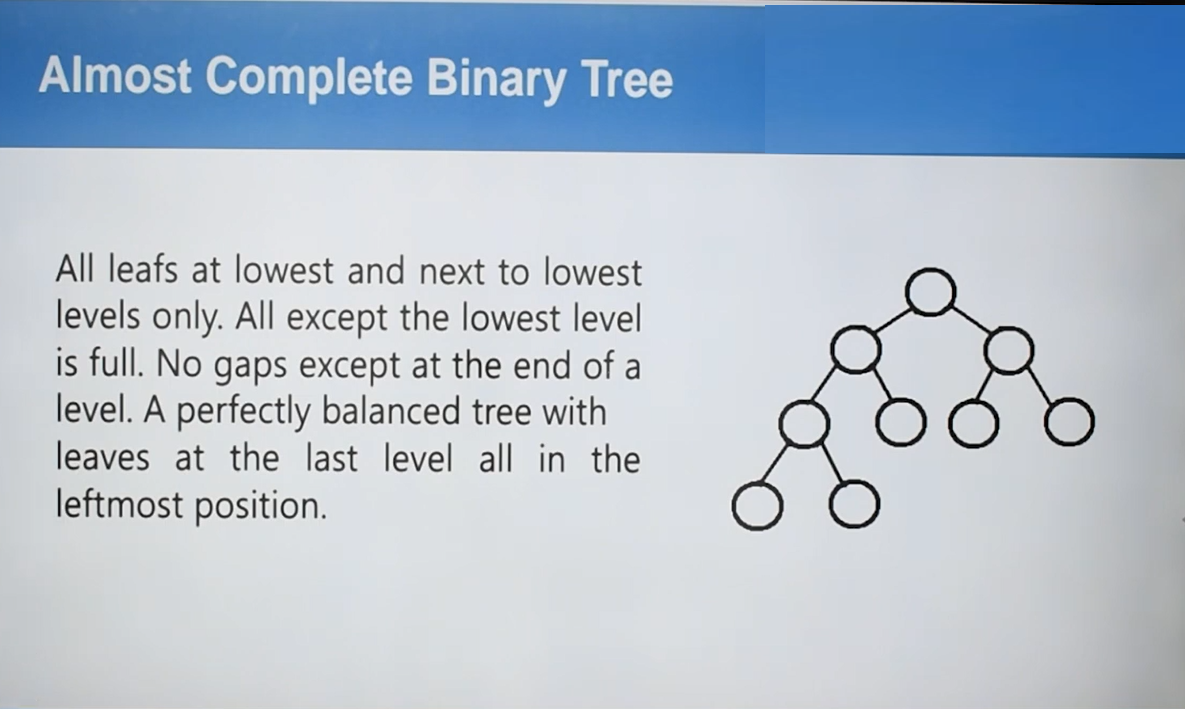 Almost Complete Binary Tree
All leafs at lowest and next to lowest
levels only. All except the lowest level
is full. No gaps except at the end of a
level. A perfectly balanced tree with
leaves at the last level all in the
leftmost position.